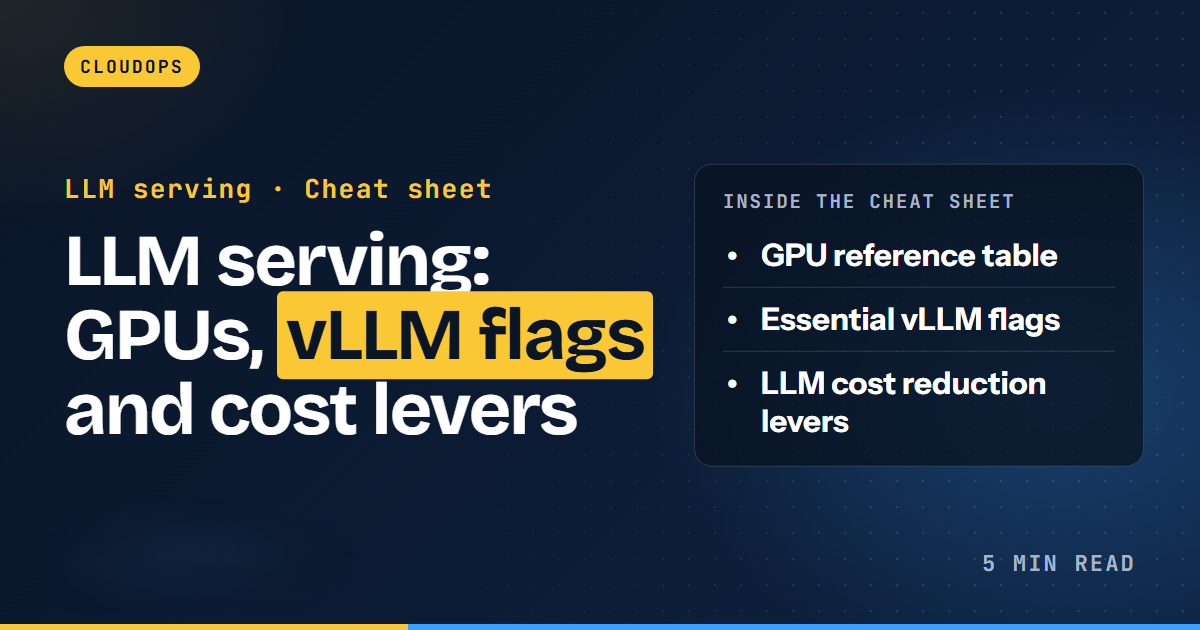 CLOUDOPS
LLM serving · Cheat sheet
LLM serving:
GPUs, vLLM flags
and cost levers
INSIDE THE CHEAT SHEET
• GPU reference table
• Essential vLLM flags
• LLM cost reduction
levers
5 MIN READ